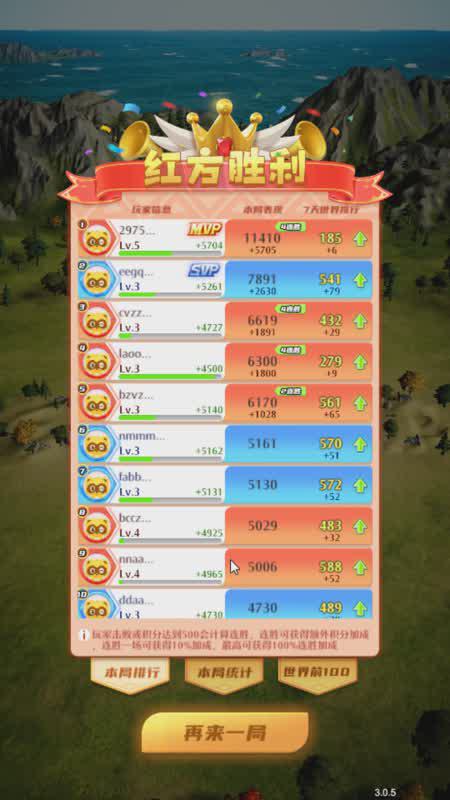 红方胜利
玩家信息 本局表现 7天世界排行
1 2975... MVP 4连胜 11410 185
Lv.5 +5704 +5705 +6
2 eegq... SVP 7891 541
Lv.3 +5261 +2630 +79
3 cvzz... 4连胜 6619 432
Lv.3 +4727 +1891 +29
4 laoo... 4连胜 6300 279
Lv.3 +4500 +1800 +9
5 bzvz... 2连胜 6170 561
Lv.3 +5140 +1028 +65
6 nmmm... 5161 570
Lv.3 +5162 +51
7 fabb... 5130 572
Lv.3 +5131 +52
8 bccz... 5029 483
Lv.4 +4925 +32
9 nnaa... 5006 588
Lv.4 +4965 +52
10 ddaa... 4730 489
Lv.3 +4730
玩家击败或积分达到500会计算连胜，连胜可获得额外积分加成
，连胜一场可获得10%加成，最高可获得100%连胜加成
本局排行 本局统计 世界前100
再来一局
3.0.5